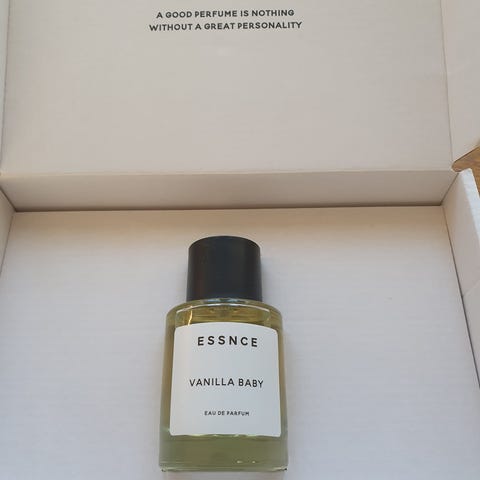 A GOOD PERFUME IS NOTHING
WITHOUT A GREAT PERSONALITY
ESSNCE
VANILLA BABY
EAU DE PARFUM